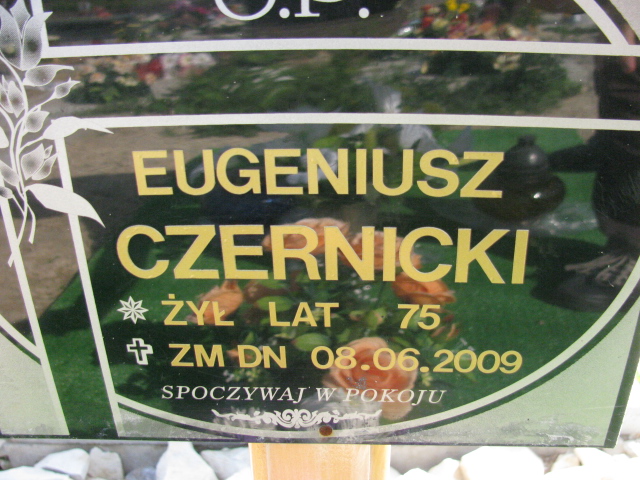 Ś.P.
EUGENIUSZ
CZERNICKI
ŻYŁ LAT 75
ZM DN 08.06.2009
SPOCZYWAJ W POKOJU